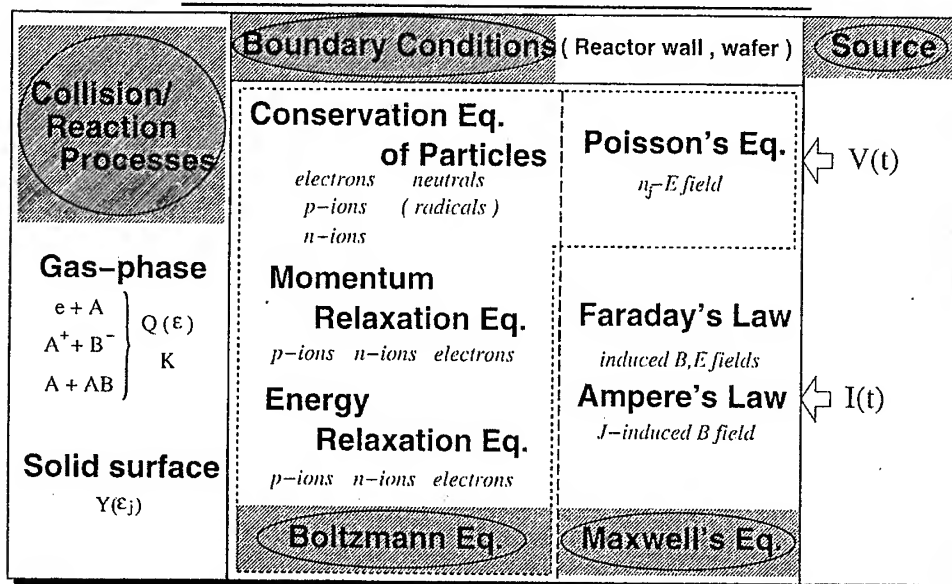 Boundary Conditions ( Reactor wall , wafer )
Source
Collision/
Reaction
Processes
Gas-phase
e + A
A⁺ + B⁻
A + AB
Q (ε)
K
Solid surface
Y(εj)
Conservation Eq.
of Particles
electrons neutrals
p-ions ( radicals )
n-ions
Momentum
Relaxation Eq.
p-ions n-ions electrons
Energy
Relaxation Eq.
p-ions n-ions electrons
Boltzmann Eq.
Poisson's Eq.
nj-E field
Faraday's Law
induced B,E fields
Ampere's Law
J-induced B field
Maxwell's Eq.
V(t)
I(t)